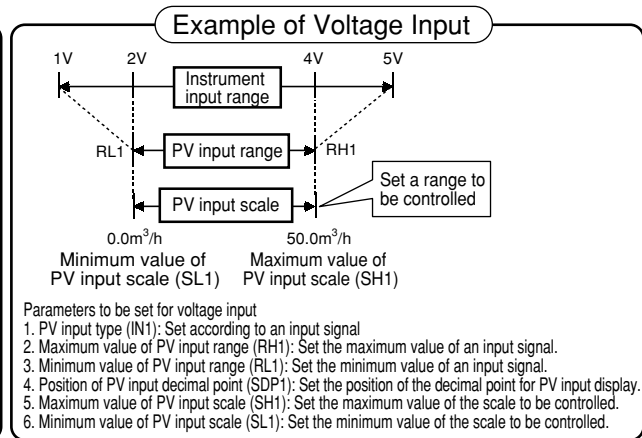 Example of Voltage Input
1V 2V 4V 5V
Instrument
input range
RL1 PV input range RH1
Set a range to
be controlled
PV input scale
0.0m³/h 50.0m³/h
Minimum value of Maximum value of
PV input scale (SL1) PV input scale (SH1)
Parameters to be set for voltage input
1. PV input type (IN1): Set according to an input signal
2. Maximum value of PV input range (RH1): Set the maximum value of an input signal.
3. Minimum value of PV input range (RL1): Set the minimum value of an input signal.
4. Position of PV input decimal point (SDP1): Set the position of the decimal point for PV input display.
5. Maximum value of PV input scale (SH1): Set the maximum value of the scale to be controlled.
6. Minimum value of PV input scale (SL1): Set the minimum value of the scale to be controlled.